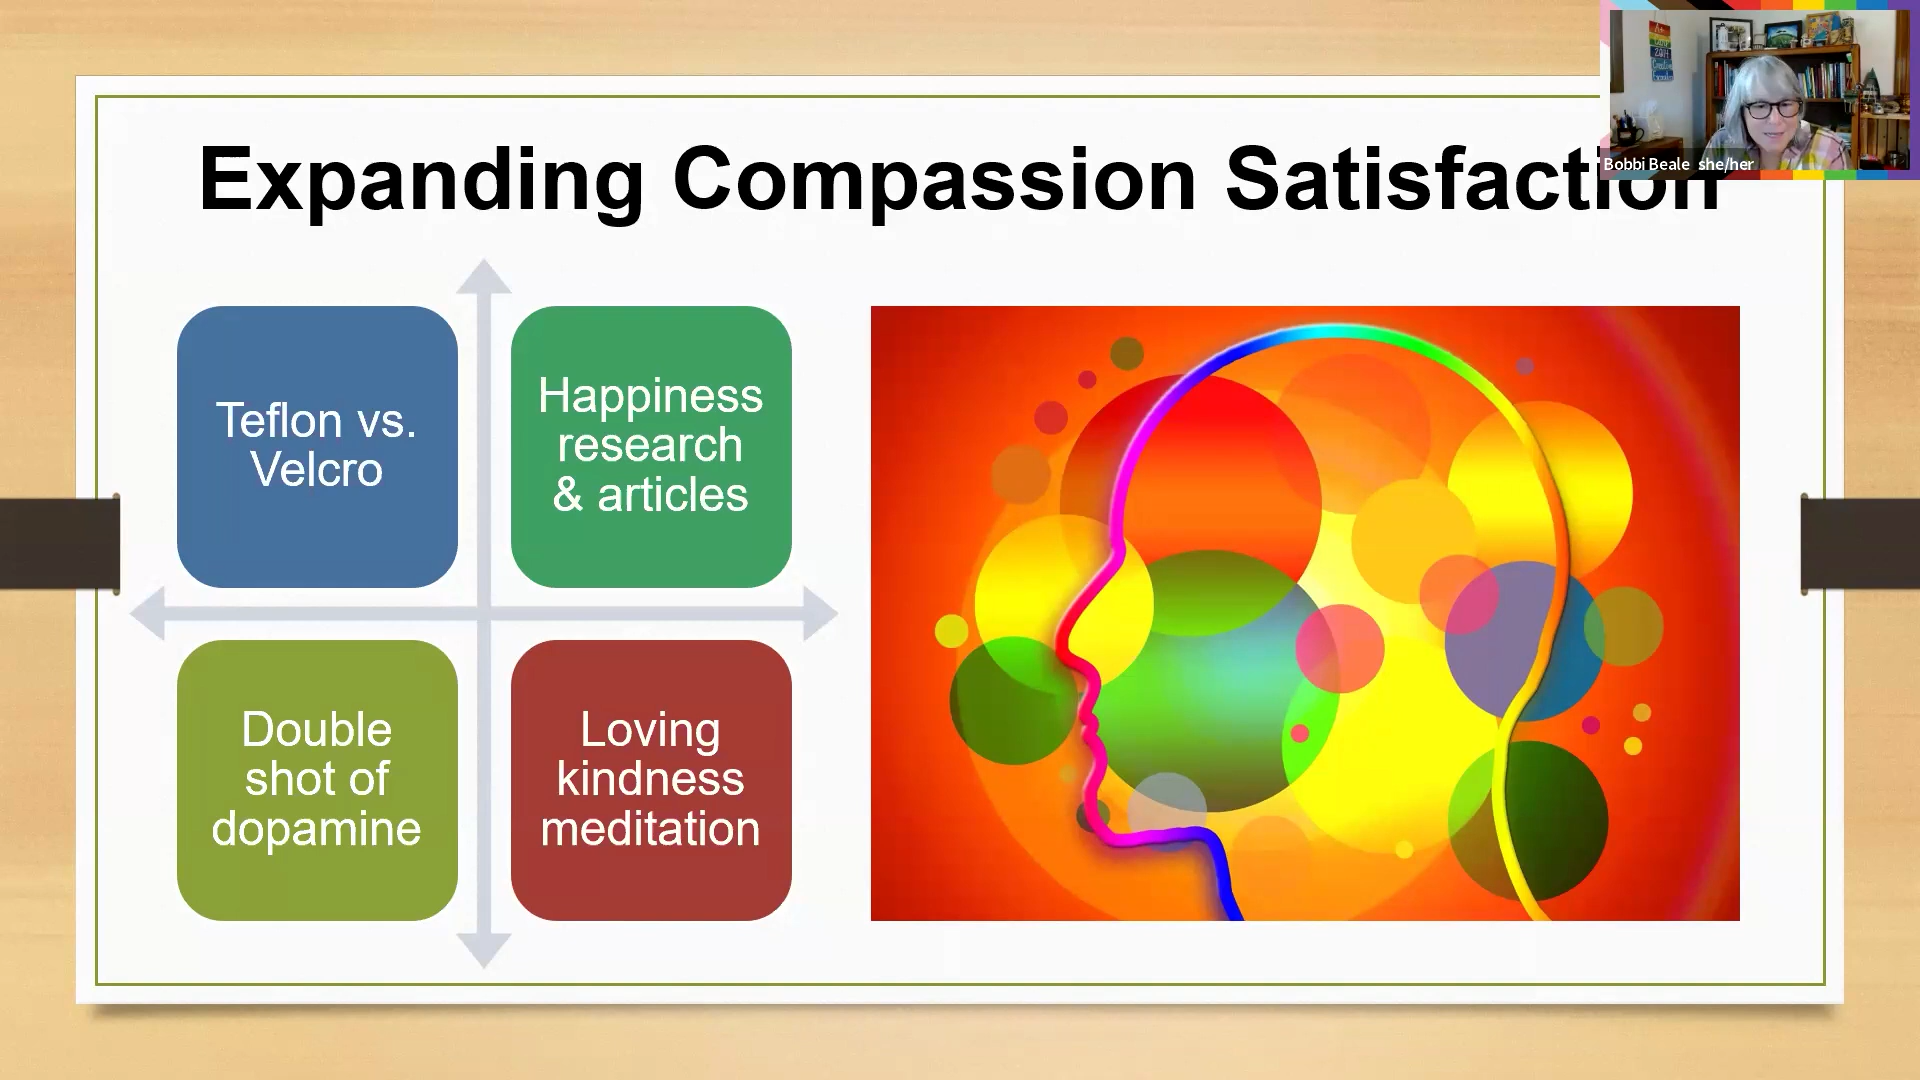 Expanding Compassion Satisfaction
Teflon vs.
Velcro
Happiness
research
& articles
Double
shot of
dopamine
Loving
kindness
meditation
Bobbi Beale she/her